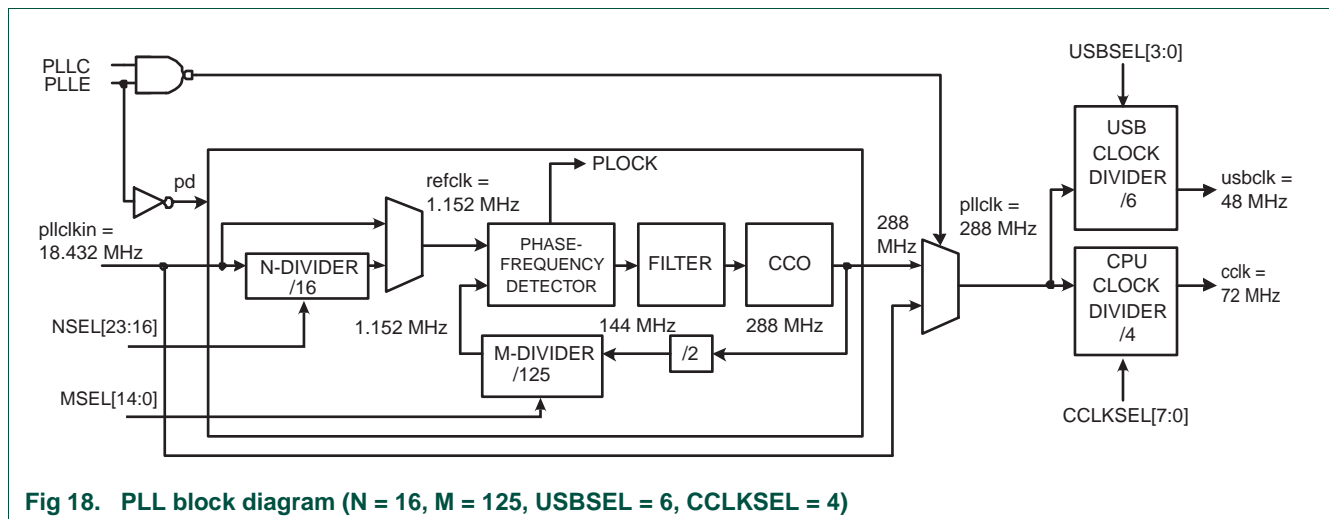 PLLC
PLLE
pd
pllclkin =
18.432 MHz
NSEL[23:16]
MSEL[14:0]
N-DIVIDER
/16
refclk =
1.152 MHz
PLOCK
PHASE-
FREQUENCY
DETECTOR
FILTER
CCO
1.152 MHz
144 MHz
288 MHz
M-DIVIDER
/125
/2
288
MHz
pllclk =
288 MHz
USBSEL[3:0]
USB
CLOCK
DIVIDER
/6
usbclk =
48 MHz
CPU
CLOCK
DIVIDER
/4
cclk =
72 MHz
CCLKSEL[7:0]
Fig 18. PLL block diagram (N = 16, M = 125, USBSEL = 6, CCLKSEL = 4)